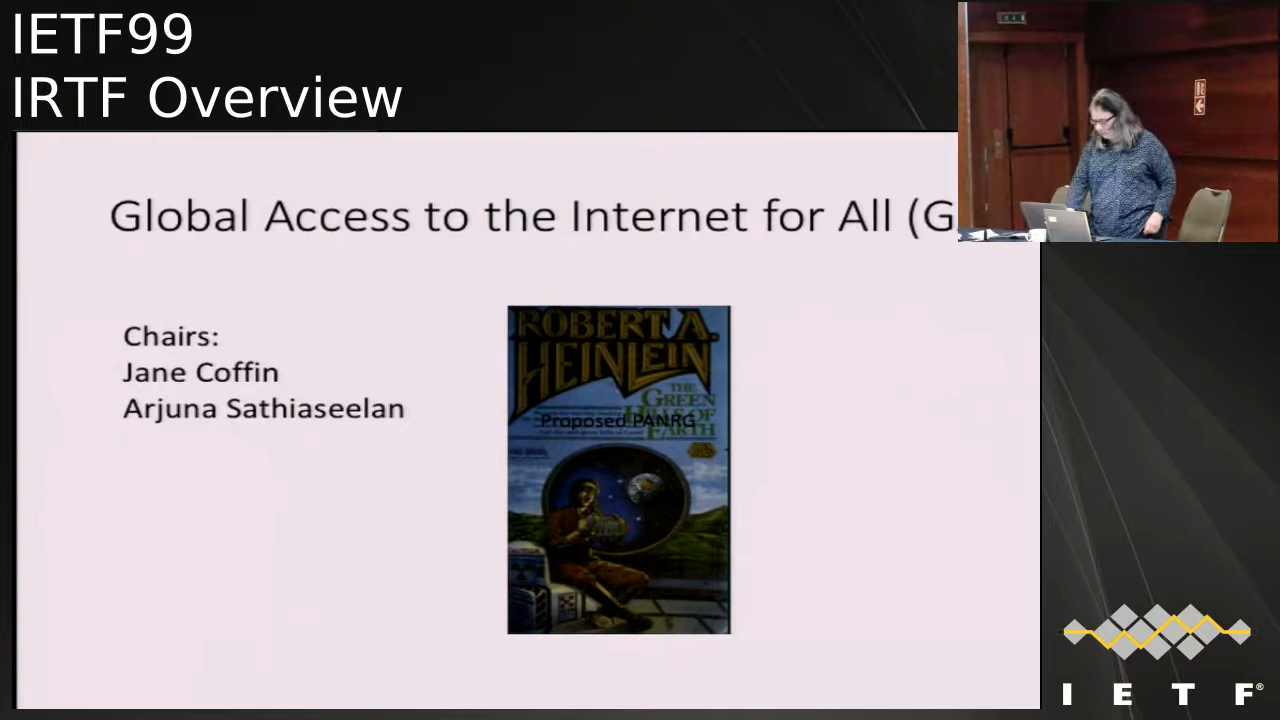 IETF99
IRTF Overview
Global Access to the Internet for All (G
Chairs:
Jane Coffin
Arjuna Sathiaseelan
ROBERT A.
HEINLEIN
THE
GREEN
HILLS OF
EARTH
Proposed PANRG
I E T F®